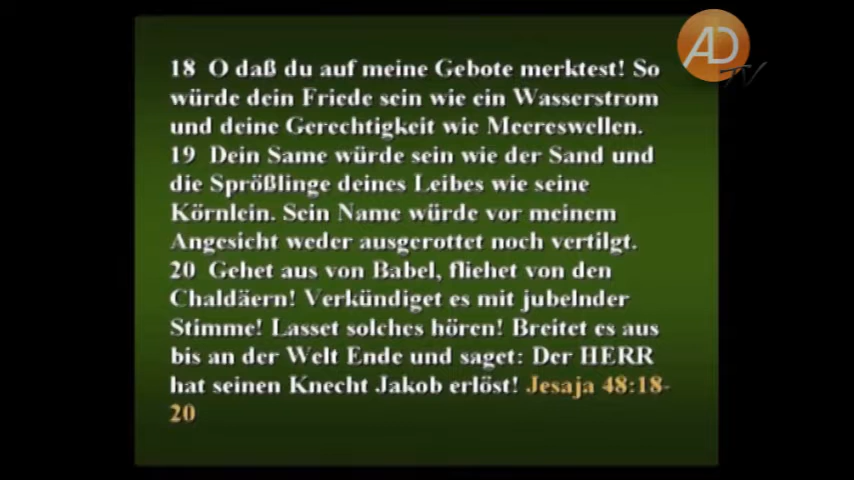 AD
TV
18 O daß du auf meine Gebote merktest! So
würde dein Friede sein wie ein Wasserstrom
und deine Gerechtigkeit wie Meereswellen.
19 Dein Same würde sein wie der Sand und
die Sprößlinge deines Leibes wie seine
Körnlein. Sein Name würde vor meinem
Angesicht weder ausgerottet noch vertilgt.
20 Gehet aus von Babel, fliehet von den
Chaldäern! Verkündiget es mit jubelnder
Stimme! Lasset solches hören! Breitet es aus
bis an der Welt Ende und saget: Der HERR
hat seinen Knecht Jakob erlöst! Jesaja 48:18-
20